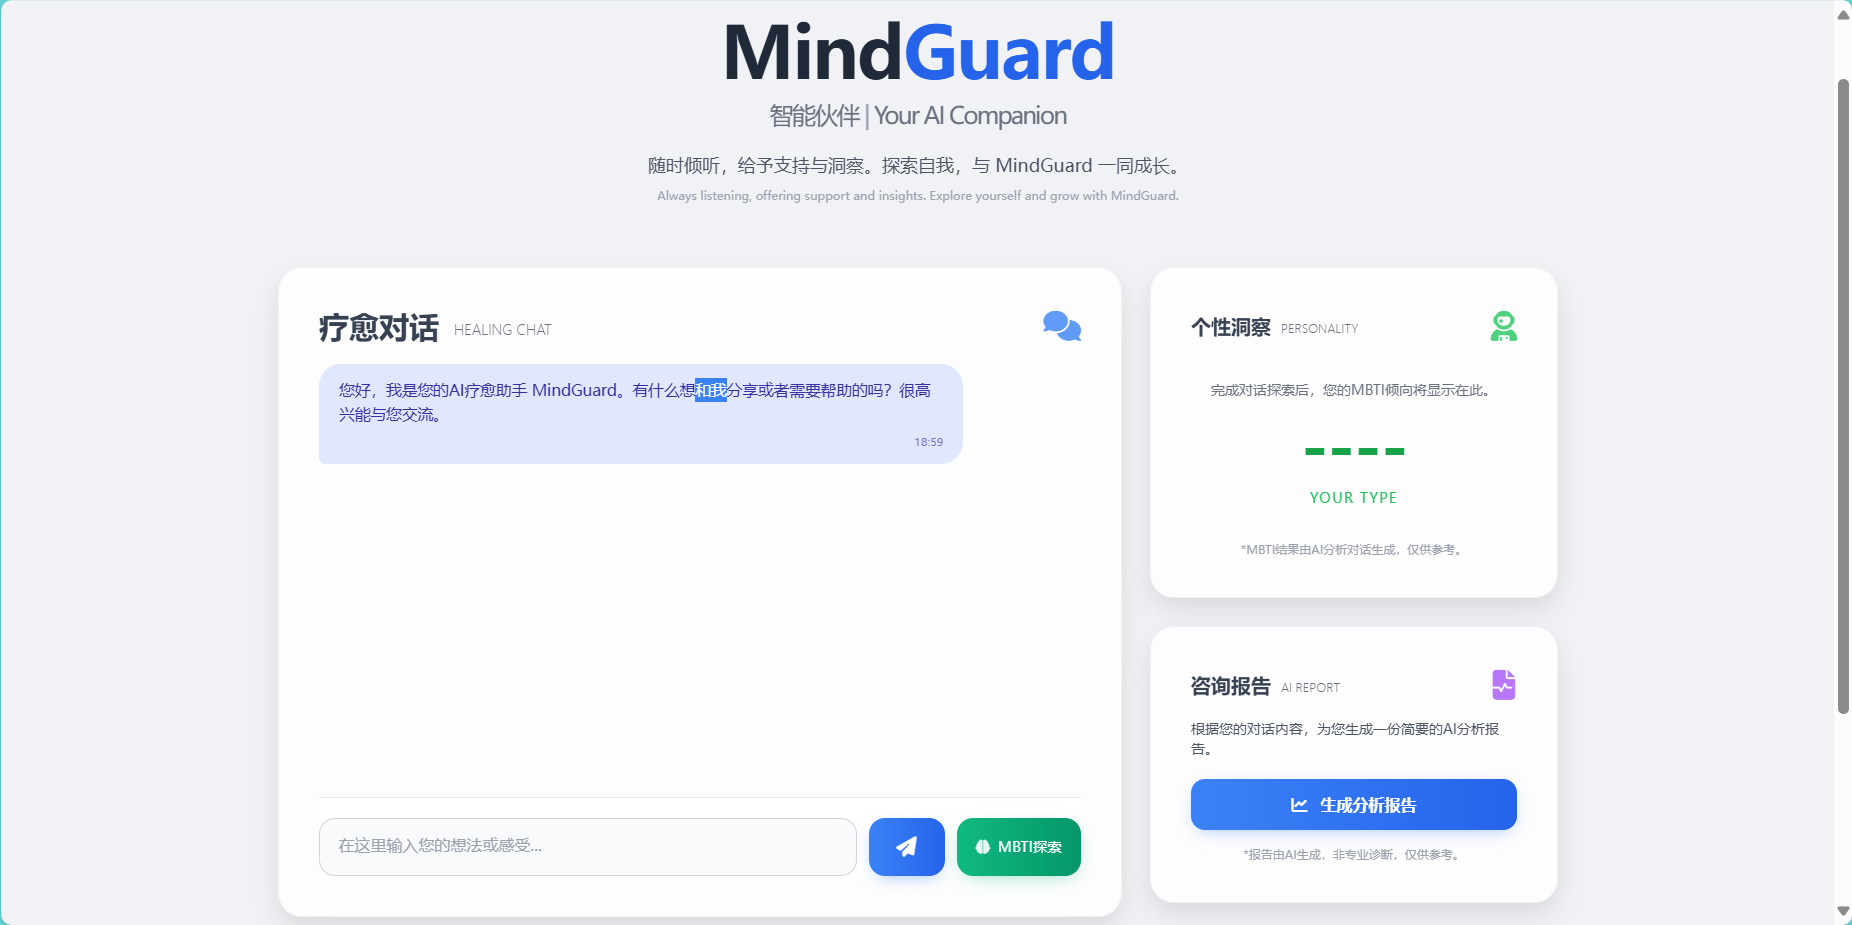 MindGuard
智能伙伴 | Your AI Companion
随时倾听，给予支持与洞察。探索自我，与 MindGuard 一同成长。
Always listening, offering support and insights. Explore yourself and grow with MindGuard.
疗愈对话 HEALING CHAT
您好，我是您的AI疗愈助手 MindGuard。有什么想和我分享或者需要帮助的吗？很高
兴能与您交流。
18:59
在这里输入您的想法或感受...
MBTI探索
个性洞察 PERSONALITY
完成对话探索后，您的MBTI倾向将显示在此。
----
YOUR TYPE
*MBTI结果由AI分析对话生成，仅供参考。
咨询报告 AI REPORT
根据您的对话内容，为您生成一份简要的AI分析报
告。
生成分析报告
*报告由AI生成，非专业诊断，仅供参考。